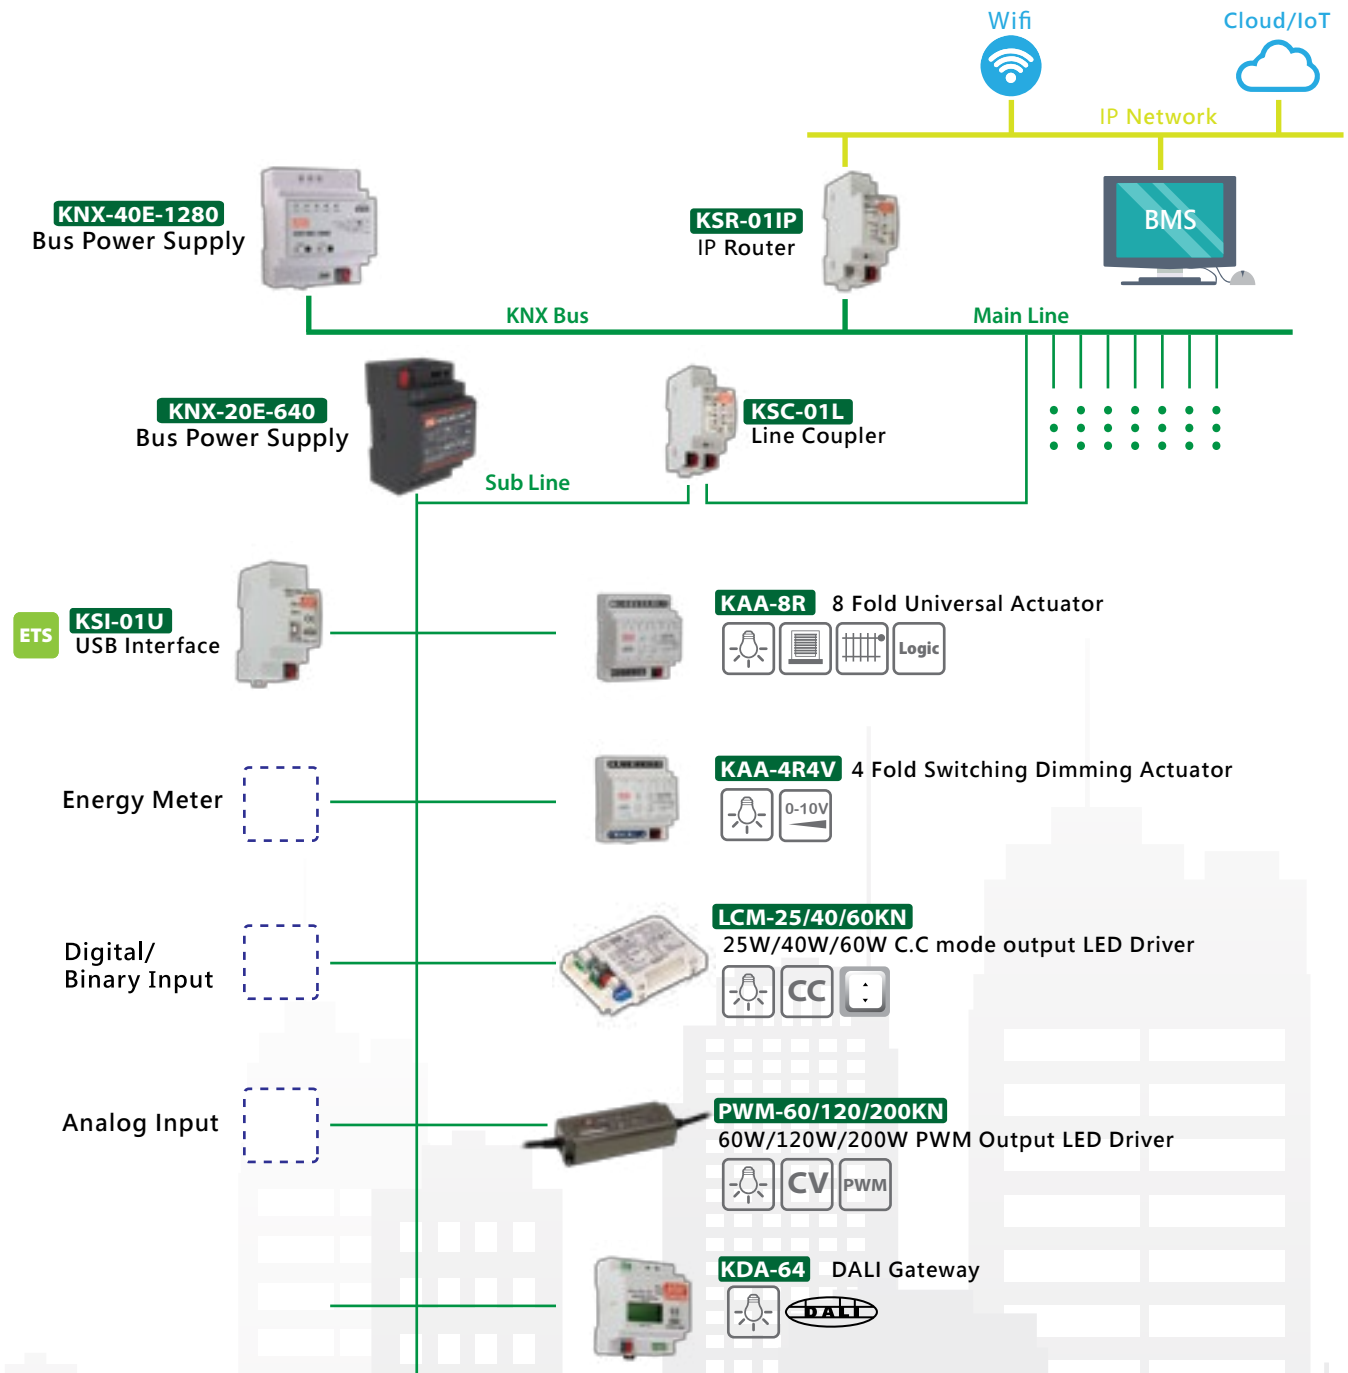 Wifi
Cloud/IoT
IP Network
KNX-40E-1280
Bus Power Supply
KSR-01IP
IP Router
BMS
KNX Bus
Main Line
KNX-20E-640
Bus Power Supply
KSC-01L
Line Coupler
Sub Line
ETS
KSI-01U
USB Interface
KAA-8R 8 Fold Universal Actuator
Logic
Energy Meter
KAA-4R4V 4 Fold Switching Dimming Actuator
0-10V
Digital/
Binary Input
LCM-25/40/60KN
25W/40W/60W C.C mode output LED Driver
CC
Analog Input
PWM-60/120/200KN
60W/120W/200W PWM Output LED Driver
CV PWM
KDA-64 DALI Gateway
DALI